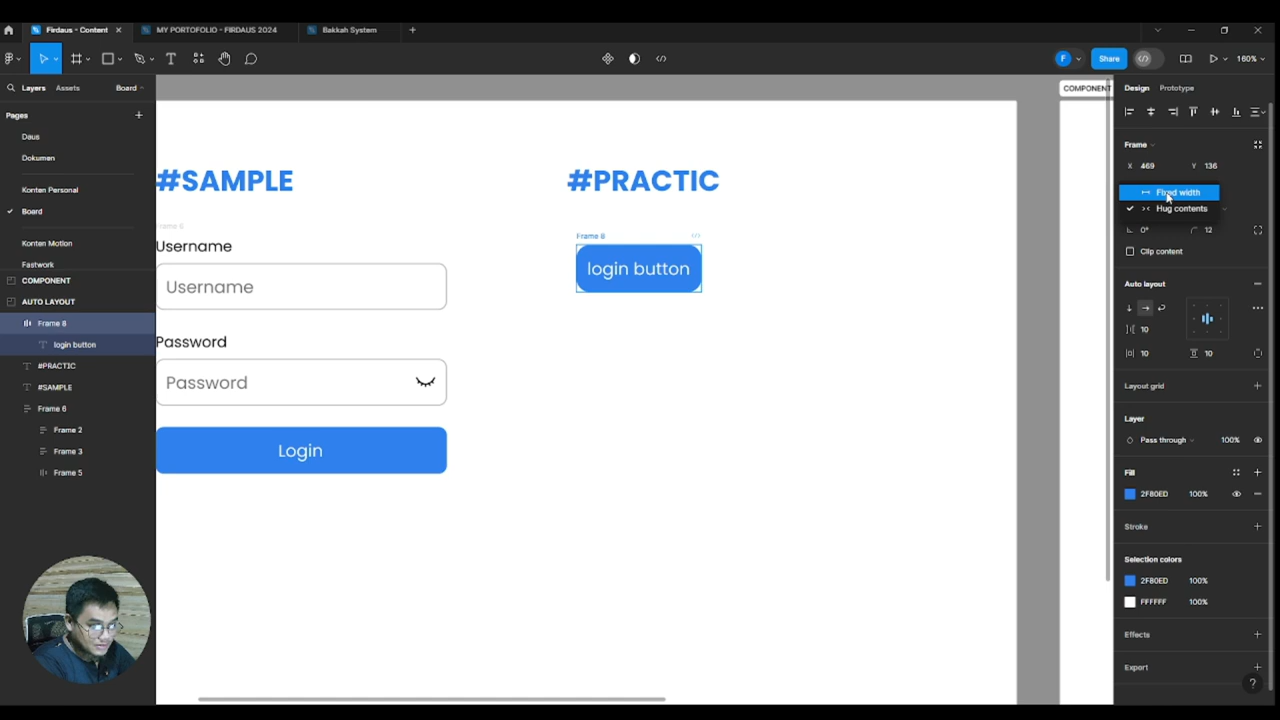 Firdaus - Content
MY PORTOFOLIO - FIRDAUS 2024
Bakkah System
F
Share
160%
Layers
Assets
Board
Pages
Daus
Dokumen
Konten Personal
Board
Konten Motion
Fastwork
COMPONENT
AUTO LAYOUT
Frame 8
login button
#PRACTIC
#SAMPLE
Frame 6
Frame 2
Frame 3
Frame 5
#SAMPLE
Frame 6
Username
Username
Password
Password
Login
#PRACTIC
Frame 8
login button
COMPONENT
Design
Prototype
Frame
X 469
Y 136
Fixed width
Hug contents
0°
12
Clip content
Auto layout
10
10
10
Layout grid
Layer
Pass through
100%
Fill
2F80ED
100%
Stroke
Selection colors
2F80ED
100%
FFFFFF
100%
Effects
Export
?